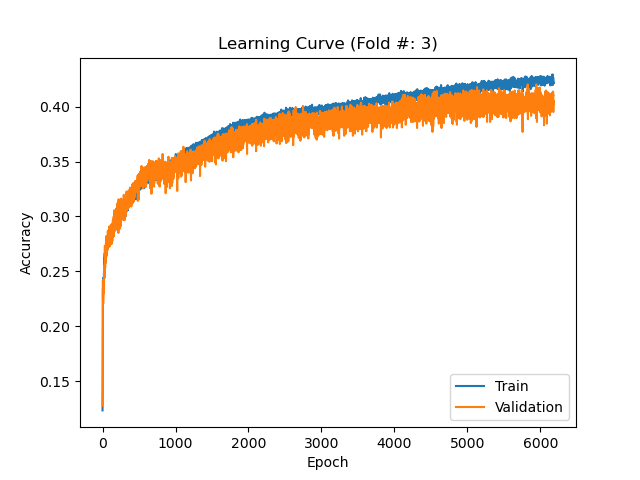 Learning Curve (Fold #: 3)
0.40
0.35
0.30
0.25
0.20
0.15
Accuracy
0 1000 2000 3000 4000 5000 6000
Epoch
Train
Validation